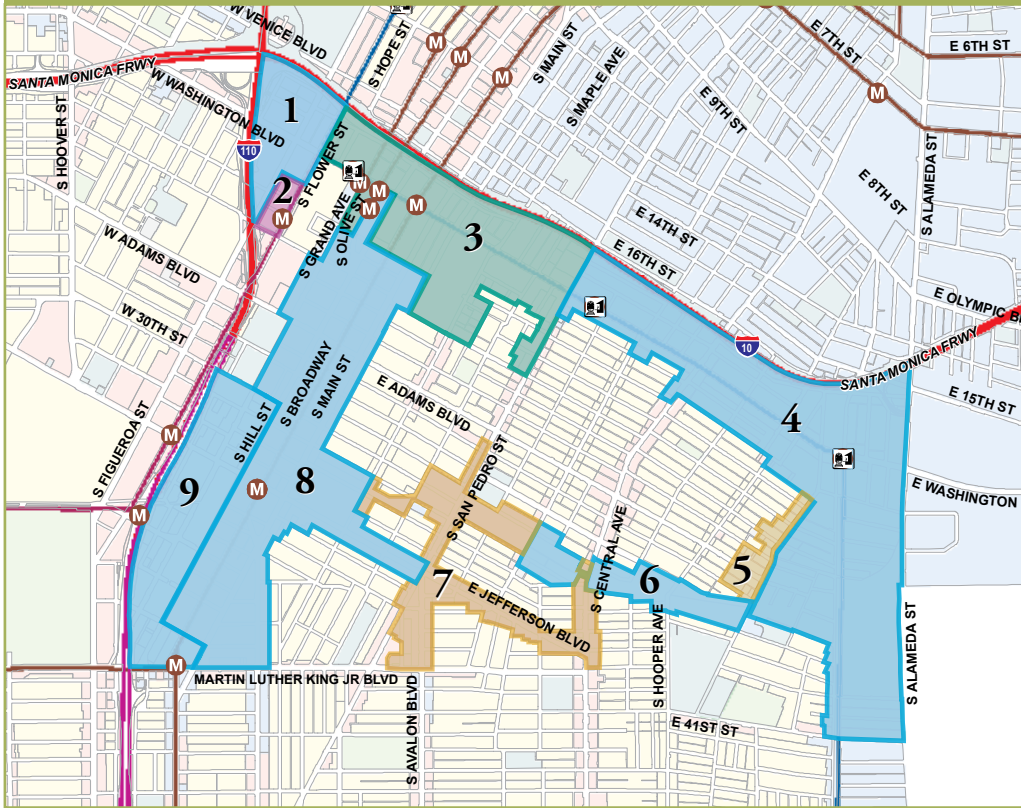 W VENICE BLVD
S HOPE ST
S MAIN ST
S MAPLE AVE
E 7TH ST
E 6TH ST
SANTA MONICA FRWY
W WASHINGTON BLVD
S HOOVER ST
110
1
M
M
M
M
E 9TH ST
E 8TH ST
S ALAMEDA ST
2
S FLOWER ST
1
M
M
M
M
M
S GRAND AVE
S OLIVE ST
3
E 14TH ST
E 16TH ST
W ADAMS BLVD
W 30TH ST
1
E OLYMPIC B
10
SANTA MONICA FRWY
E 15TH ST
S BROADWAY
S MAIN ST
E ADAMS BLVD
4
S FIGUEROA ST
S HILL ST
M
M
M
9
8
S SAN PEDRO ST
1
E WASHINGTON
S CENTRAL AVE
5
6
7
E JEFFERSON BLVD
S HOOPER AVE
S ALAMEDA ST
M
MARTIN LUTHER KING JR BLVD
S AVALON BLVD
E 41ST ST